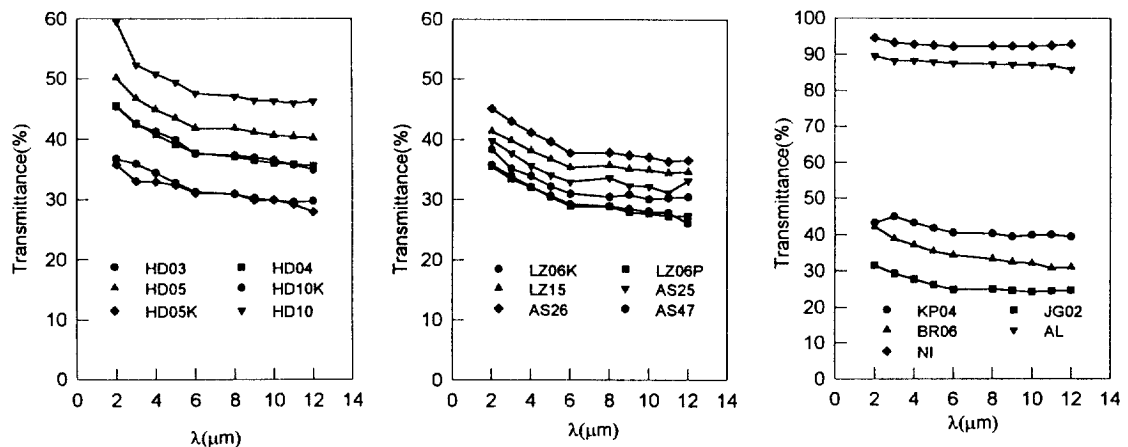 Transmittance(%)
60
50
40
30
20
10
0
HD03
HD04
HD05
HD10K
HD05K
HD10
0 2 4 6 8 10 12 14
λ(μm)
Transmittance(%)
60
50
40
30
20
10
0
LZ06K
LZ06P
LZ15
AS25
AS26
AS47
0 2 4 6 8 10 12 14
λ(μm)
Transmittance(%)
100
90
80
70
60
50
40
30
20
10
0
KP04
JG02
BR06
AL
NI
0 2 4 6 8 10 12 14
λ(μm)